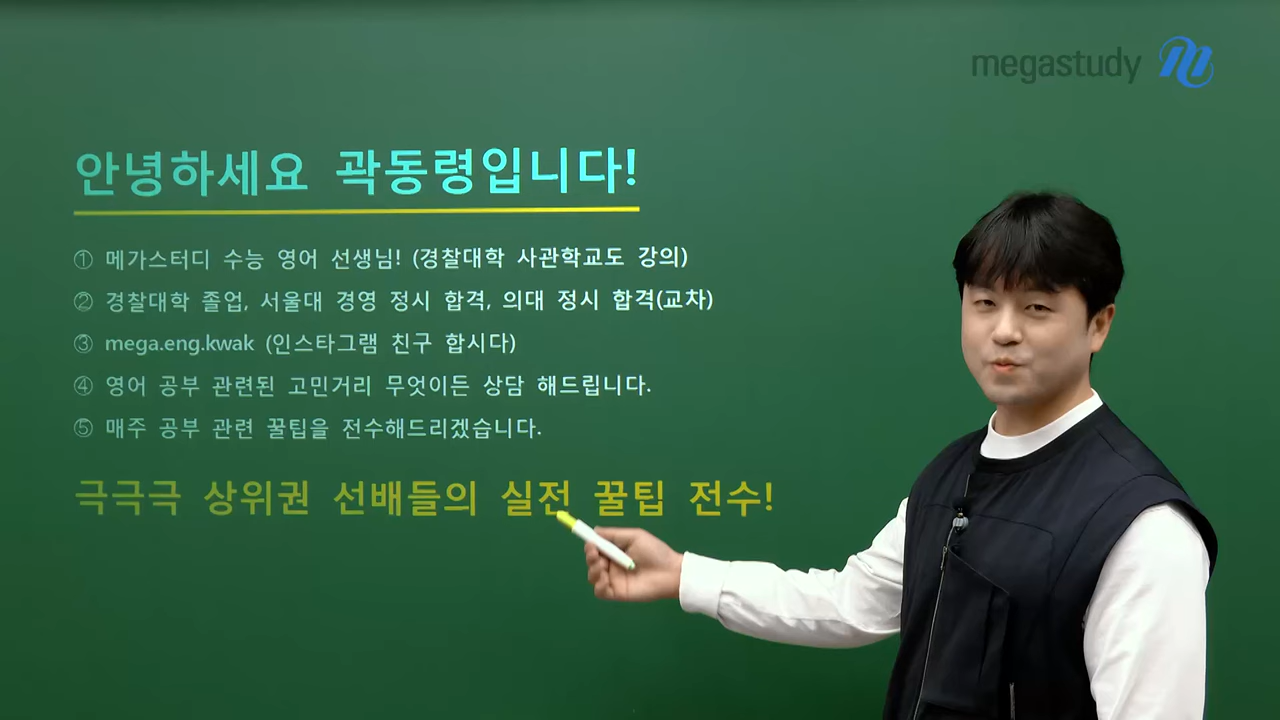 megastudy
안녕하세요 곽동령입니다!
① 메가스터디 수능 영어 선생님! (경찰대학 사관학교도 강의)
② 경찰대학 졸업, 서울대 경영 정시 합격, 의대 정시 합격(교차)
③ mega.eng.kwak (인스타그램 친구 합시다)
④ 영어 공부 관련된 고민거리 무엇이든 상담 해드립니다.
⑤ 매주 공부 관련 꿀팁을 전수해드리겠습니다.
극극극 상위권 선배들의 실전 꿀팁 전수!